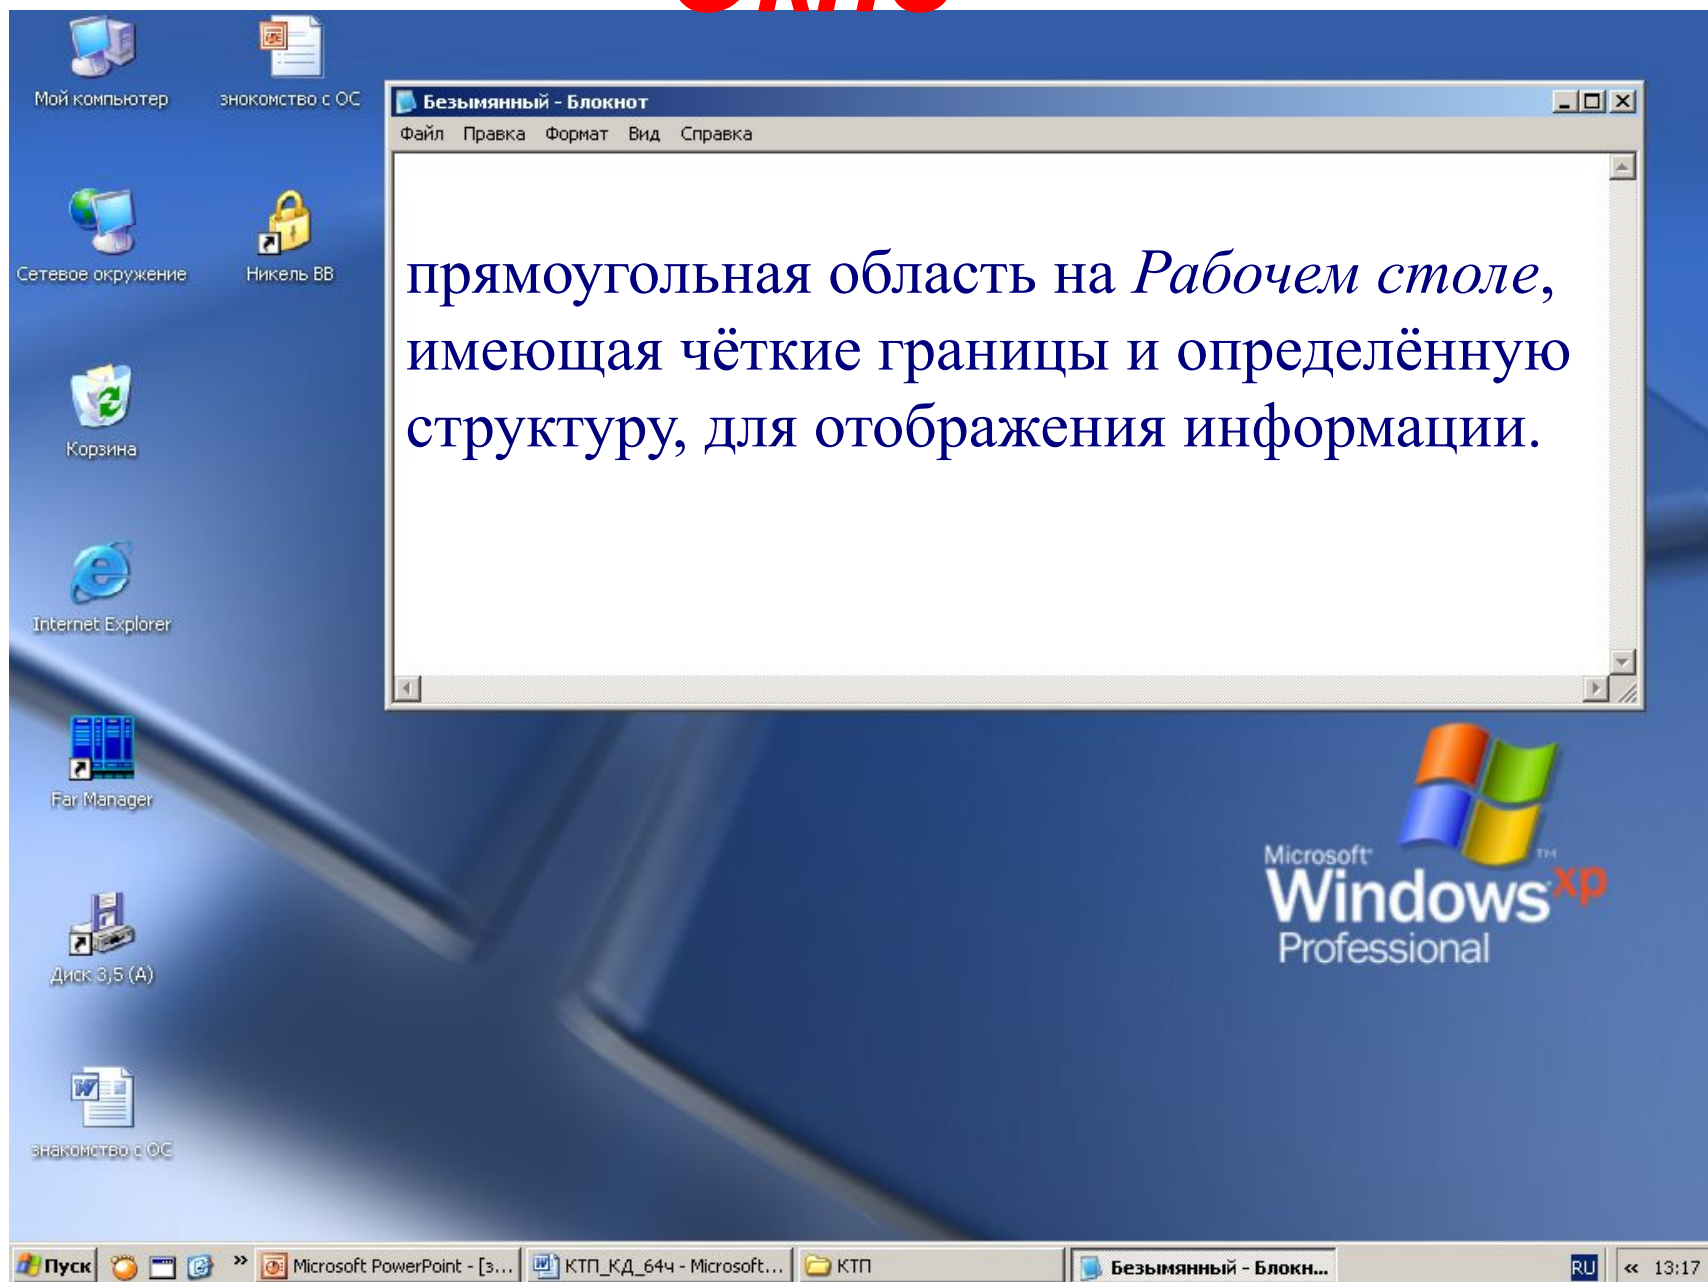 Окно
Мой компьютер
знокомство с ОС
Безымянный - Блокнот
Файл Правка Формат Вид Справка
прямоугольная область на Рабочем столе,
имеющая чёткие границы и определённую
структуру, для отображения информации.
Сетевое окружение
Никель ВВ
Корзина
Internet Explorer
Far Manager
Диск 3,5 (А)
знакомство с ОС
Microsoft
Windows xp
Professional
Пуск
Microsoft PowerPoint - [з...
КТП_КД_64ч - Microsoft...
КТП
Безымянный - Блокн...
RU
« 13:17